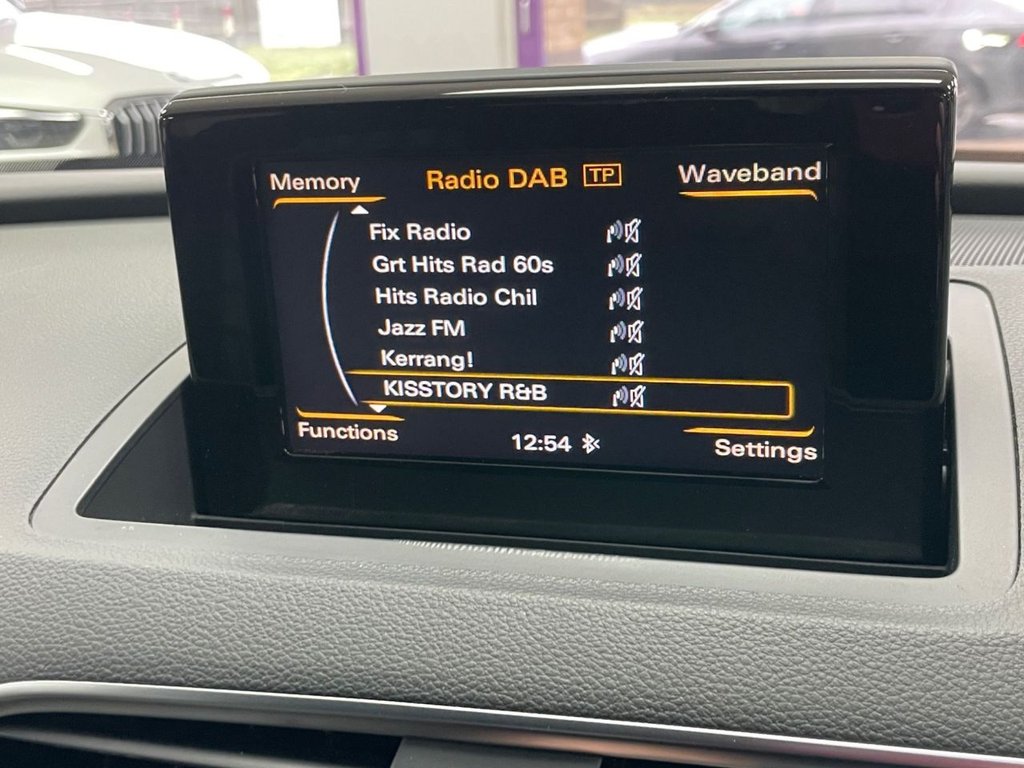 Memory
Radio DAB TP
Waveband
Fix Radio
Grt Hits Rad 60s
Hits Radio Chil
Jazz FM
Kerrang!
KISSTORY R&B
Functions
12:54
Settings